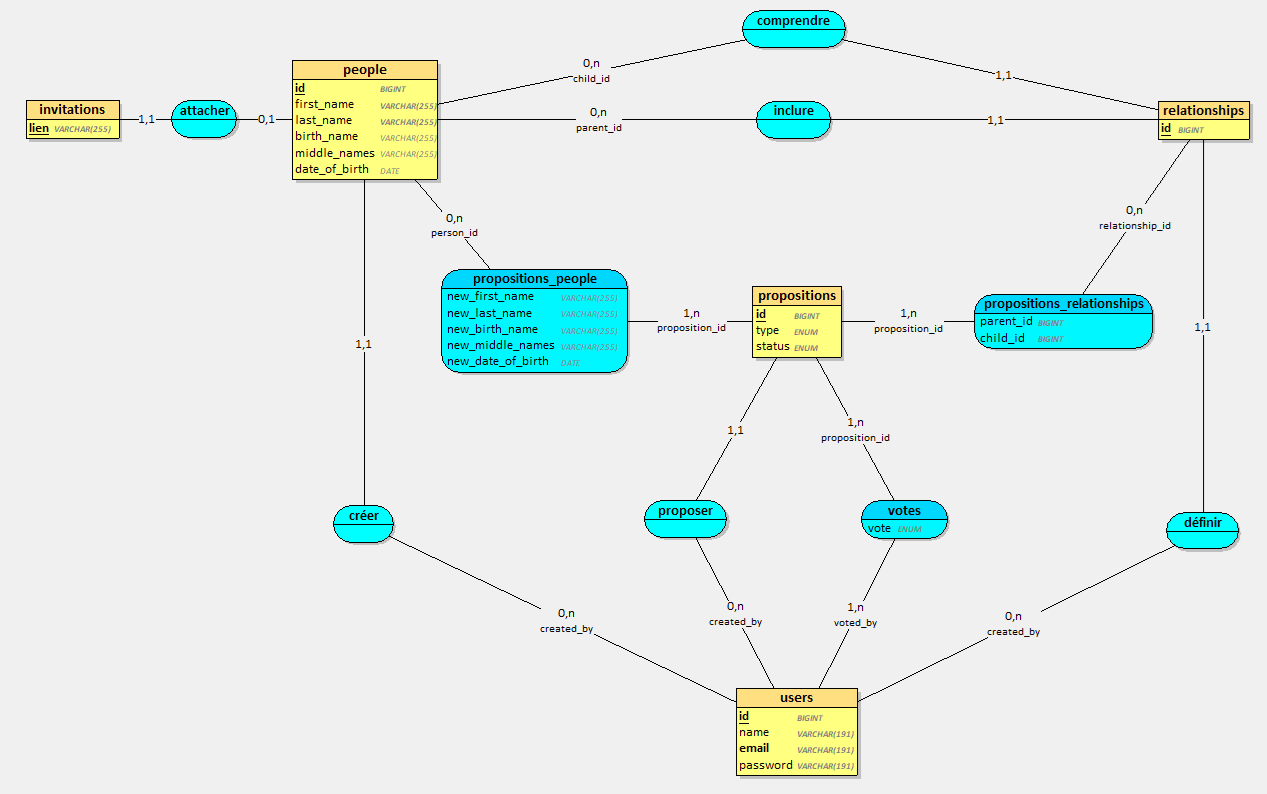 comprendre
0,n
child_id
1,1
people
id BIGINT
first_name VARCHAR(255)
last_name VARCHAR(255)
birth_name VARCHAR(255)
middle_names VARCHAR(255)
date_of_birth DATE
invitations
lien VARCHAR(255)
1,1
attacher
0,1
0,n
parent_id
inclure
1,1
relationships
id BIGINT
0,n
person_id
0,n
relationship_id
propositions_people
new_first_name VARCHAR(255)
new_last_name VARCHAR(255)
new_birth_name VARCHAR(255)
new_middle_names VARCHAR(255)
new_date_of_birth DATE
1,n
proposition_id
propositions
id BIGINT
type ENUM
status ENUM
1,n
proposition_id
propositions_relationships
parent_id BIGINT
child_id BIGINT
1,1
1,1
1,1
1,n
proposition_id
créer
proposer
votes
vote ENUM
définir
0,n
created_by
0,n
created_by
1,n
voted_by
0,n
created_by
users
id BIGINT
name VARCHAR(191)
email VARCHAR(191)
password VARCHAR(191)